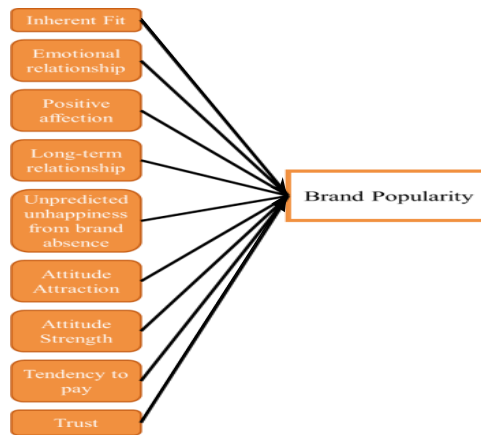 Inherent Fit
Emotional
relationship
Positive
affection
Long-term
relationship
Unpredicted
unhappiness
from brand
absence
Attitude
Attraction
Attitude
Strength
Tendency to
pay
Trust
Brand Popularity